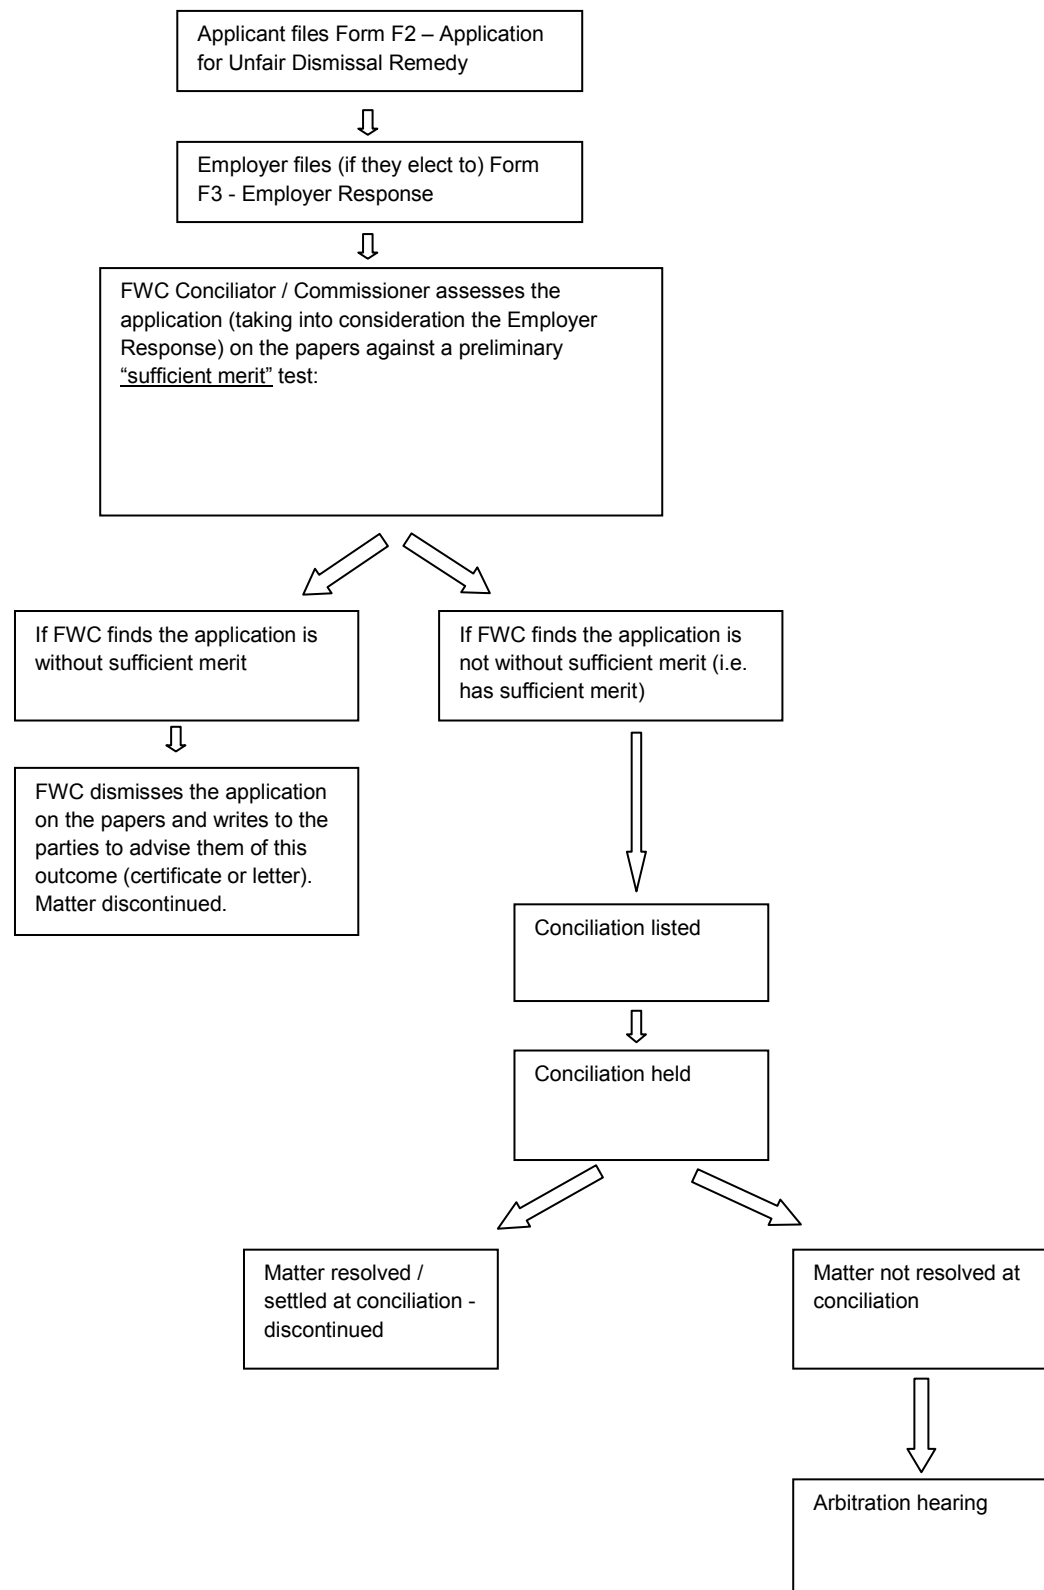 Applicant files Form F2 – Application
for Unfair Dismissal Remedy
Employer files (if they elect to) Form
F3 - Employer Response
FWC Conciliator / Commissioner assesses the
application (taking into consideration the Employer
Response) on the papers against a preliminary
“sufficient merit” test:
If FWC finds the application is
without sufficient merit
If FWC finds the application is
not without sufficient merit (i.e.
has sufficient merit)
FWC dismisses the application
on the papers and writes to the
parties to advise them of this
outcome (certificate or letter).
Matter discontinued.
Conciliation listed
Conciliation held
Matter resolved /
settled at conciliation -
discontinued
Matter not resolved at
conciliation
Arbitration hearing